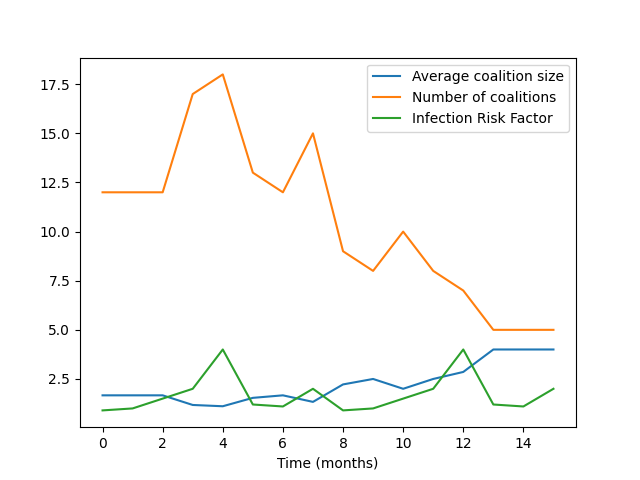 Average coalition size
Number of coalitions
Infection Risk Factor
17.5
15.0
12.5
10.0
7.5
5.0
2.5
0 2 4 6 8 10 12 14
Time (months)